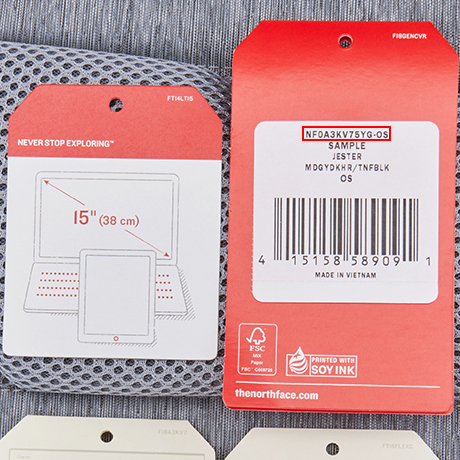 FT14LT15
NEVER STOP EXPLORING™
15" (38 cm)
F18GENCVR
NF0A3KV75YG-OS
SAMPLE
JESTER
MDGYDKHR/TNFBLK
OS
4 15158 58909 1
MADE IN VIETNAM
FSC
MIX
Paper
PRINTED WITH
SOY INK
thenorthface.com